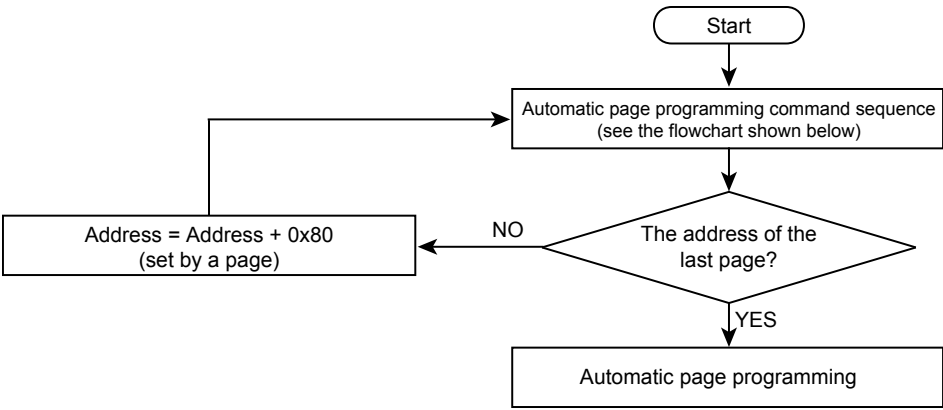 Start
Automatic page programming command sequence
(see the flowchart shown below)
The address of the
last page?
NO
Address = Address + 0x80
(set by a page)
YES
Automatic page programming